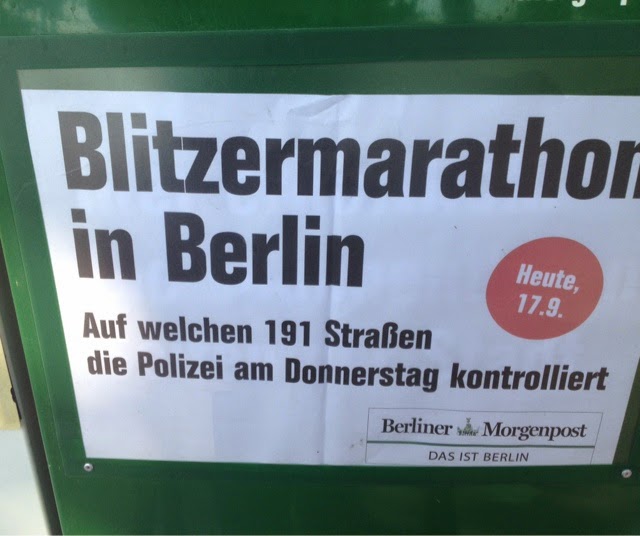 Blitzermarathon
in Berlin
Heute,
17.9.
Auf welchen 191 Straßen
die Polizei am Donnerstag kontrolliert
Berliner Morgenpost
DAS IST BERLIN